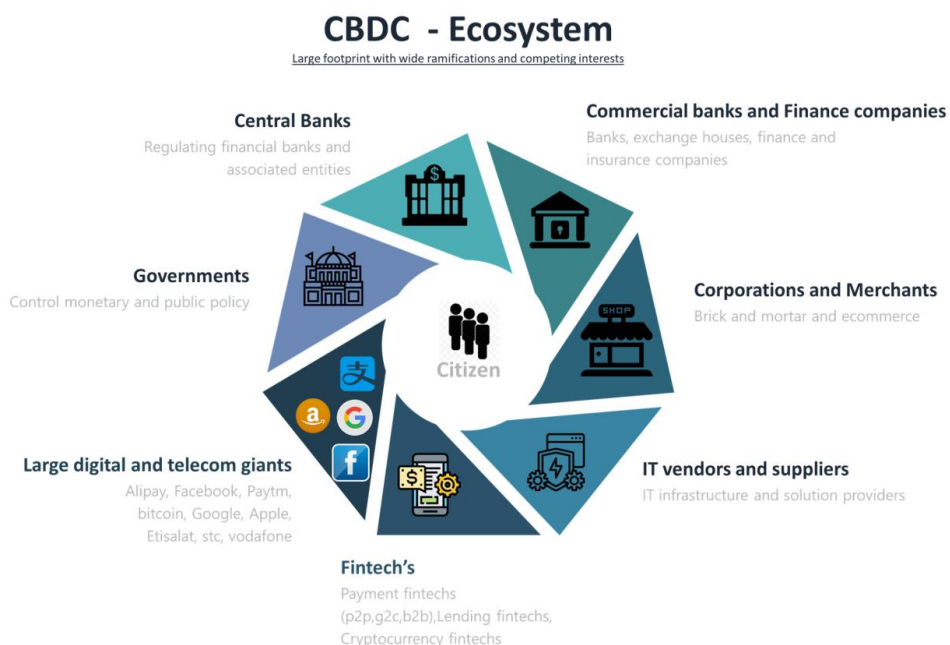 CBDC - Ecosystem
Large footprint with wide ramifications and competing interests
Central Banks
Regulating financial banks and
associated entities
Commercial banks and Finance companies
Banks, exchange houses, finance and
insurance companies
Governments
Control monetary and public policy
SHOP
Corporations and Merchants
Brick and mortar and ecommerce
Citizen
支
a
G
f
$
$
Large digital and telecom giants
Alipay, Facebook, Paytm,
bitcoin, Google, Apple,
Etisalat, stc, vodafone
IT vendors and suppliers
IT infrastructure and solution providers
Fintech's
Payment fintechs
(p2p,g2c,b2b),Lending fintechs,
Cryptocurrency fintechs